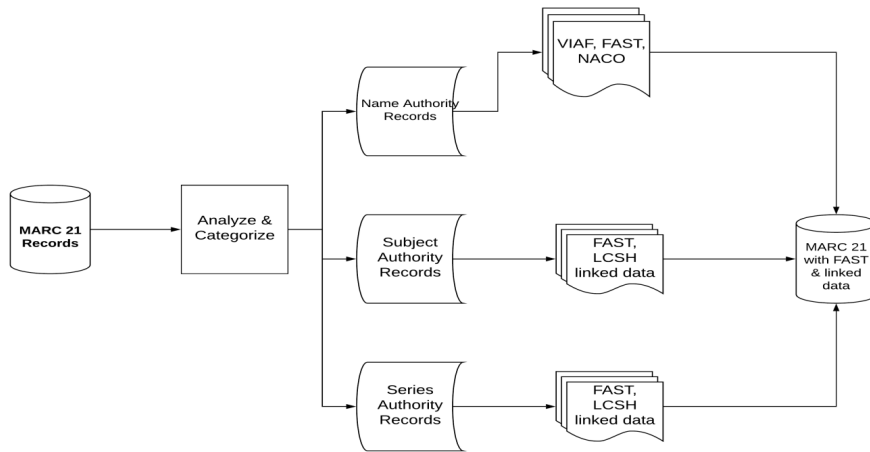 VIAF, FAST,
NACO
Name Authority
Records
MARC 21
Records
Analyze &
Categorize
Subject
Authority
Records
FAST,
LCSH
linked data
MARC 21
with FAST
& linked
data
Series
Authority
Records
FAST,
LCSH
linked data